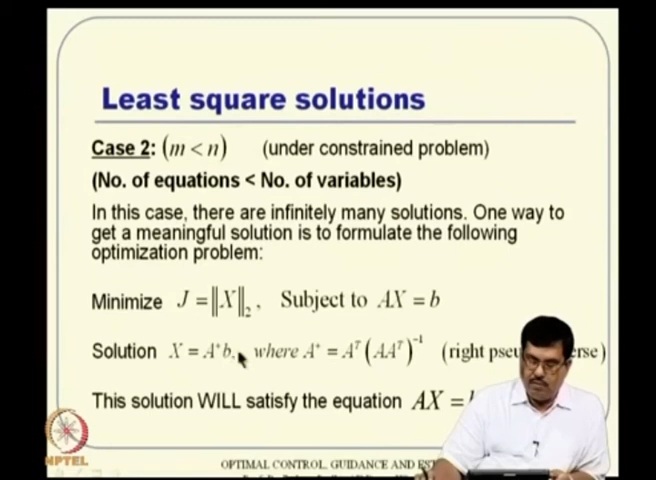 Least square solutions
Case 2: (m < n) (under constrained problem)
(No. of equations < No. of variables)
In this case, there are infinitely many solutions. One way to
get a meaningful solution is to formulate the following
optimization problem:
Minimize J = ||X||₂, Subject to AX = b
Solution X = A⁺b, where A⁺ = Aᵀ(AAᵀ)⁻¹ (right
This solution WILL satisfy the equation AX =
NPTEL
OPTIMAL CONTROL, GUIDANCE AND